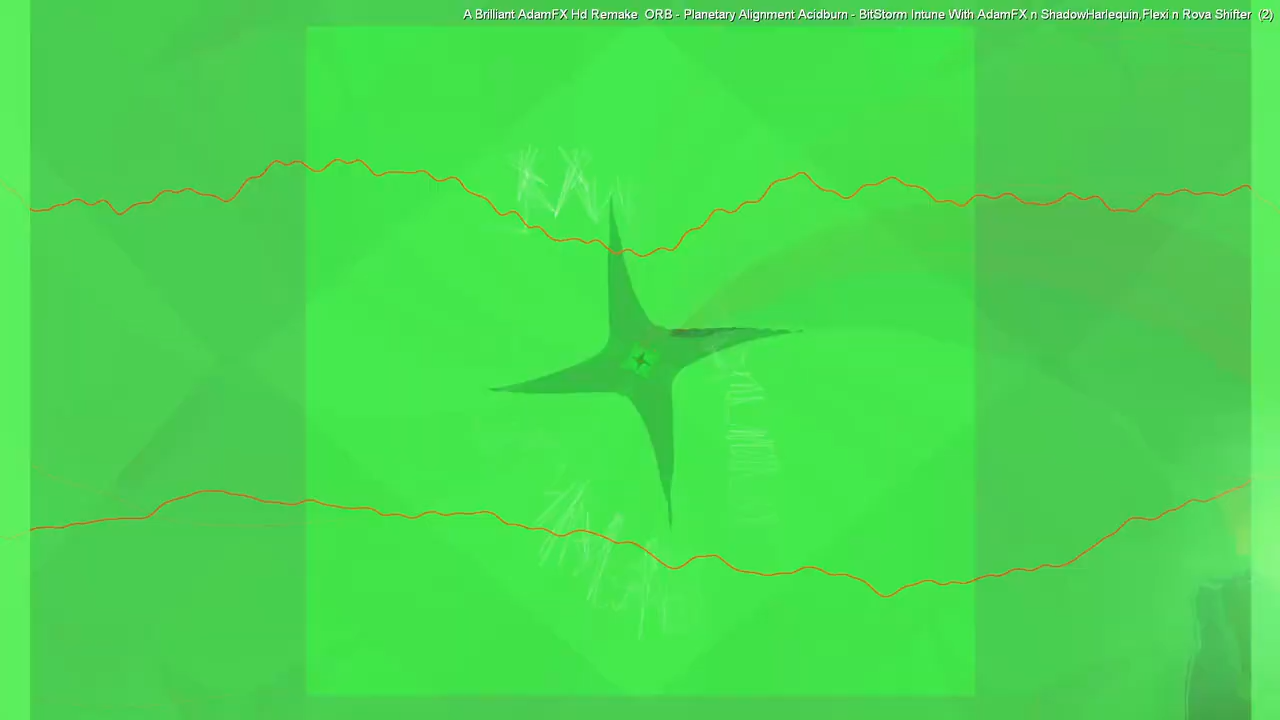 A Brilliant AdamFX Hd Remake  ORB - Planetary Alignment Acidburn - BitStorm Intune With AdamFX n ShadowHarlequin,Flexi n Rova Shifter  (2)